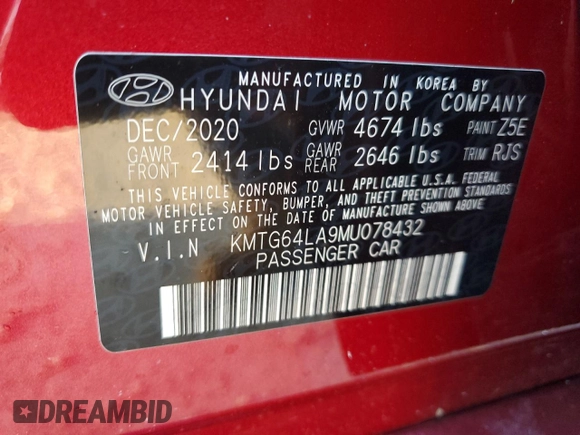 MANUFACTURED IN KOREA BY
HYUNDAI MOTOR COMPANY
DEC/2020 GVWR 4674 lbs PAINT Z5E
GAWR FRONT 2414 lbs GAWR REAR 2646 lbs TRIM RJS
THIS VEHICLE CONFORMS TO ALL APPLICABLE U.S.A. FEDERAL
MOTOR VEHICLE SAFETY, BUMPER, AND THEFT PREVENTION STANDARDS
IN EFFECT ON THE DATE OF MANUFACTURE SHOWN ABOVE.
V.I.N KMTG64LA9MU078432
PASSENGER CAR
DREAMBID